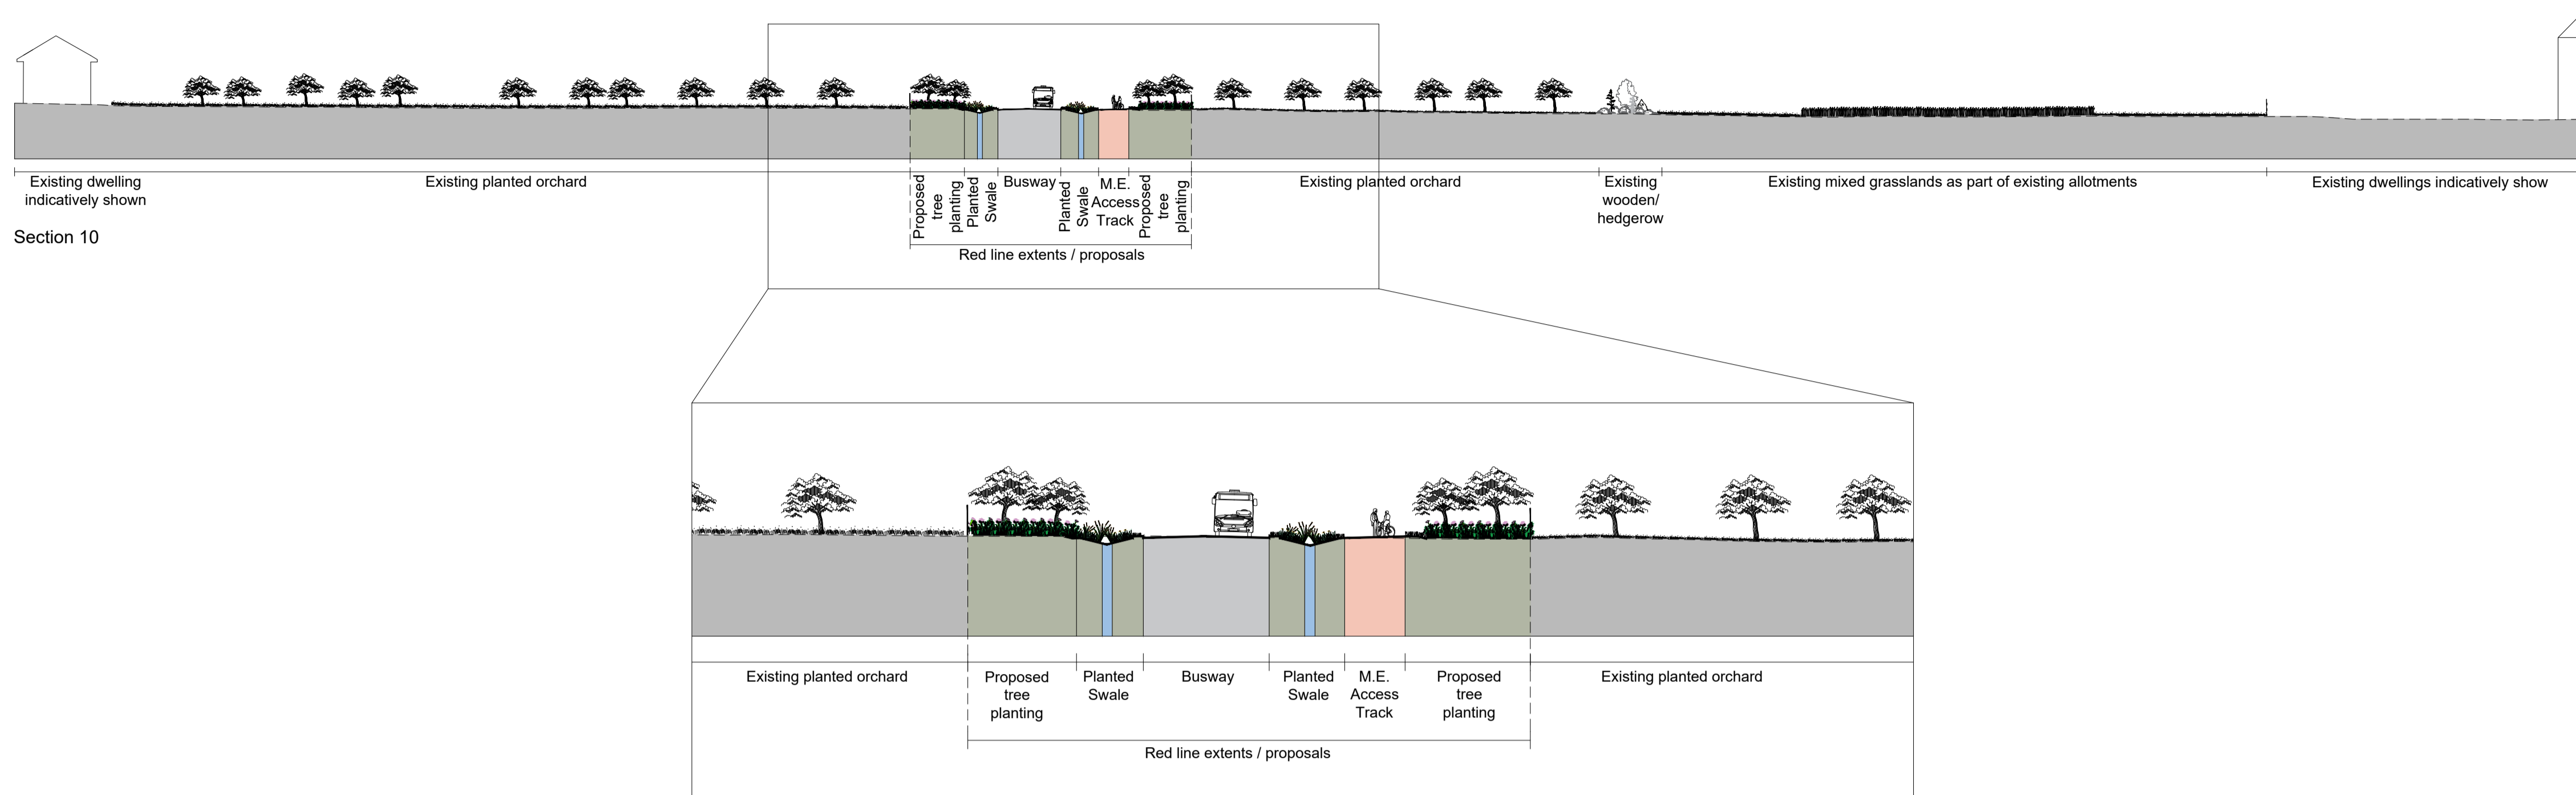 Existing dwelling
indicatively shown
Existing planted orchard
Proposed
tree
planting
Planted
Swale
Busway
Planted
Swale
M.E.
Access
Track
Proposed
tree
planting
Existing planted orchard
Existing
wooden/
hedgerow
Existing mixed grasslands as part of existing allotments
Existing dwellings indicatively show
Section 10
Red line extents / proposals
Existing planted orchard
Proposed
tree
planting
Planted
Swale
Busway
Planted
Swale
M.E.
Access
Track
Proposed
tree
planting
Existing planted orchard
Red line extents / proposals